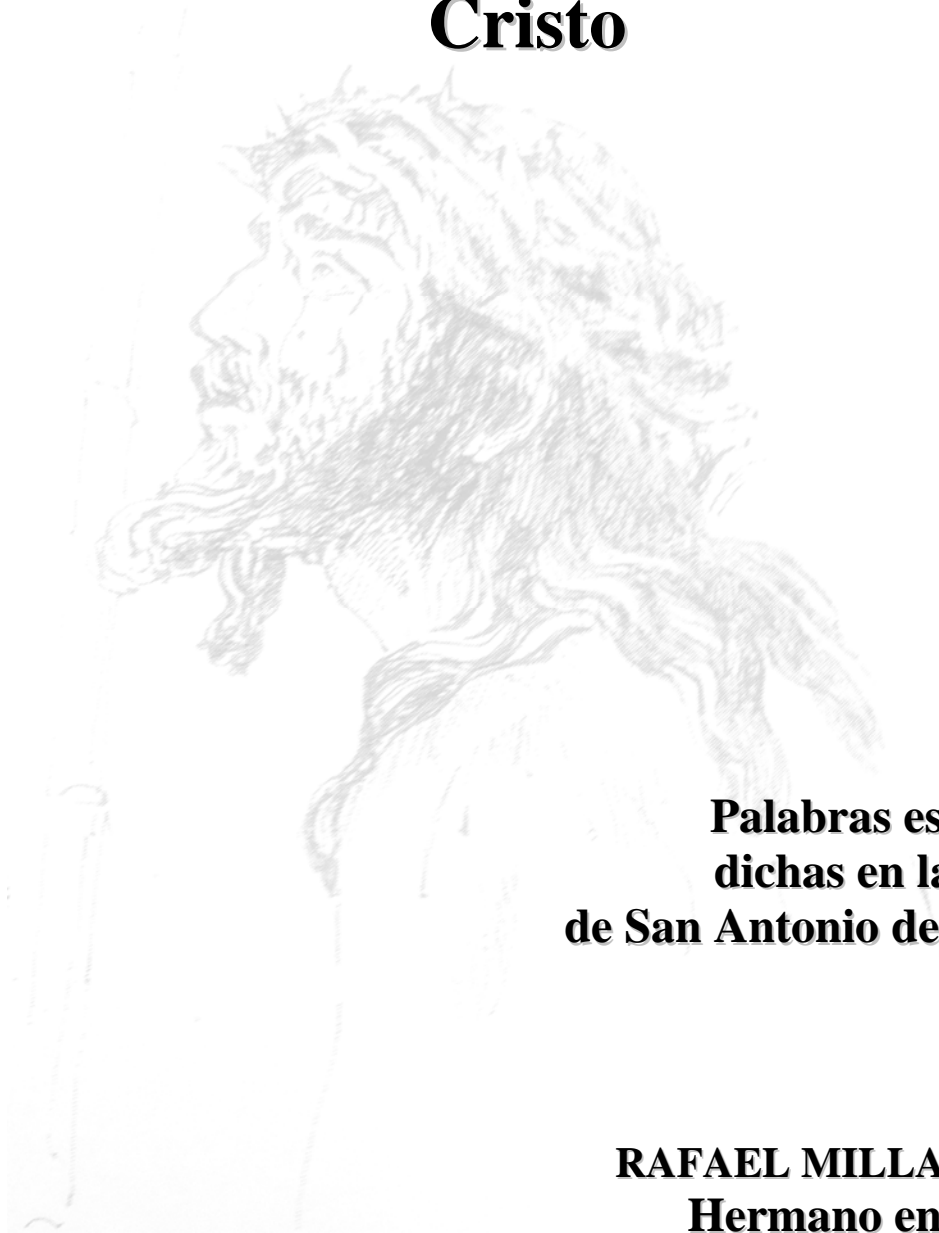 Cristo
Palabras es
dichas en la
de San Antonio de
RAFAEL MILLA
Hermano en